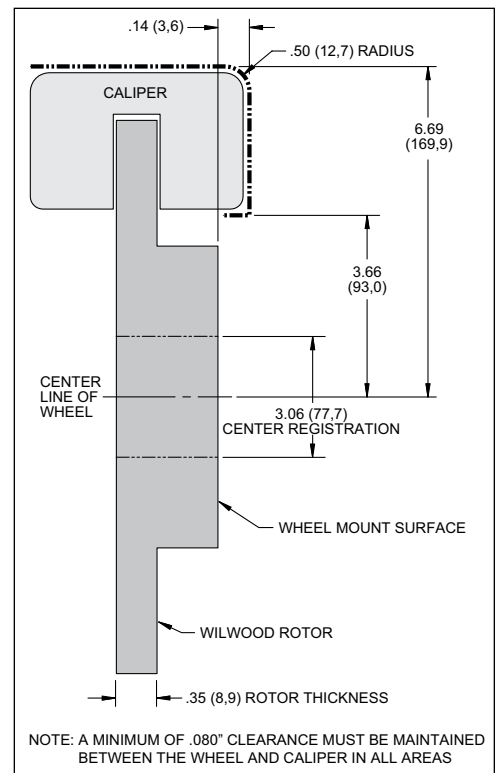 .14 (3,6)
.50 (12,7) RADIUS
CALIPER
6.69
(169,9)
3.66
(93,0)
CENTER
LINE OF
WHEEL
3.06 (77,7)
CENTER REGISTRATION
WHEEL MOUNT SURFACE
WILWOOD ROTOR
.35 (8,9) ROTOR THICKNESS
NOTE: A MINIMUM OF .080" CLEARANCE MUST BE MAINTAINED
BETWEEN THE WHEEL AND CALIPER IN ALL AREAS